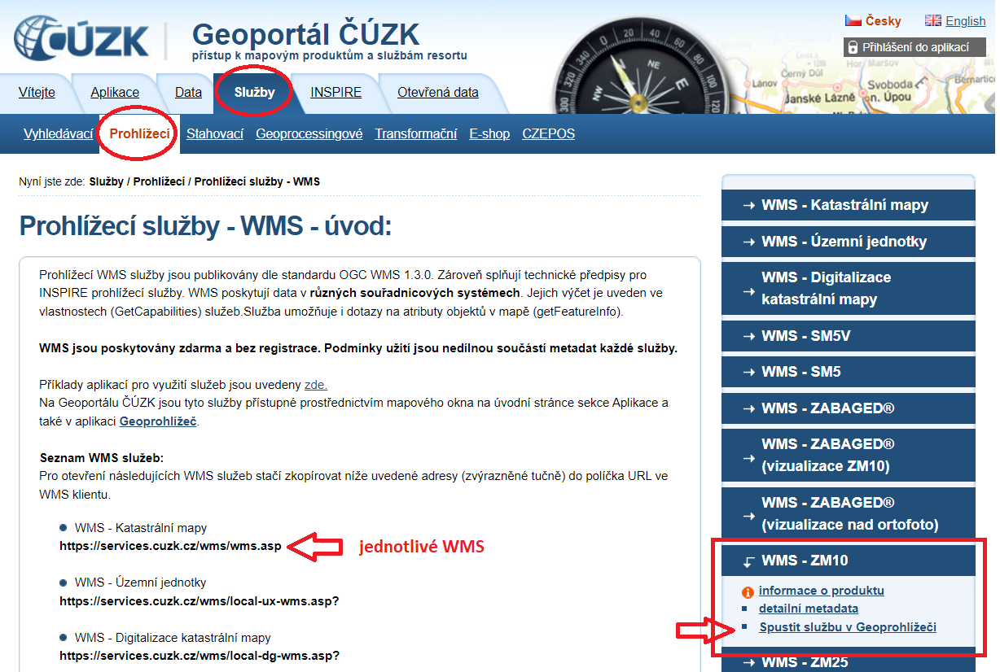 ČÚZK
Geoportál ČÚZK
přístup k mapovým produktům a službám resortu
Česky
English
Přihlášení do aplikací
Vítejte
Aplikace
Data
Služby
INSPIRE
Otevřená data
Vyhledávací
Prohlížecí
Stahovací
Geoprocessingové
Transformační
E-shop
CZEPOS
Lánov
Černý Důl
Janské Lázně
Svoboda
n. Úpou
Nyní jste zde: Služby / Prohlížecí / Prohlížecí služby - WMS
Prohlížecí služby - WMS - úvod:
Prohlížecí WMS služby jsou publikovány dle standardu OGC WMS 1.3.0. Zároveň splňují technické předpisy pro
INSPIRE prohlížecí služby. WMS poskytují data v různých souřadnicových systémech. Jejich výčet je uveden ve
vlastnostech (GetCapabilities) služeb.Služba umožňuje i dotazy na atributy objektů v mapě (getFeatureInfo).
WMS jsou poskytovány zdarma a bez registrace. Podmínky užití jsou nedílnou součástí metadat každé služby.
Příklady aplikací pro využití služeb jsou uvedeny zde.
Na Geoportálu ČÚZK jsou tyto služby přístupné prostřednictvím mapového okna na úvodní stránce sekce Aplikace a
také v aplikaci Geoprohlížeč.
Seznam WMS služeb:
Pro otevření následujících WMS služeb stačí zkopírovat níže uvedené adresy (zvýrazněné tučně) do políčka URL ve
WMS klientu.
WMS - Katastrální mapy
https://services.cuzk.cz/wms/wms.asp
jednotlivé WMS
WMS - Územní jednotky
https://services.cuzk.cz/wms/local-ux-wms.asp?
WMS - Digitalizace katastrální mapy
https://services.cuzk.cz/wms/local-dg-wms.asp?
WMS - Katastrální mapy
WMS - Územní jednotky
WMS - Digitalizace
katastrální mapy
WMS - SM5V
WMS - SM5
WMS - ZABAGED®
WMS - ZABAGED®
(vizualizace ZM10)
WMS - ZABAGED®
(vizualizace nad ortofoto)
WMS - ZM10
informace o produktu
detailní metadata
Spustit službu v Geoprohlížeči
WMS - ZM25